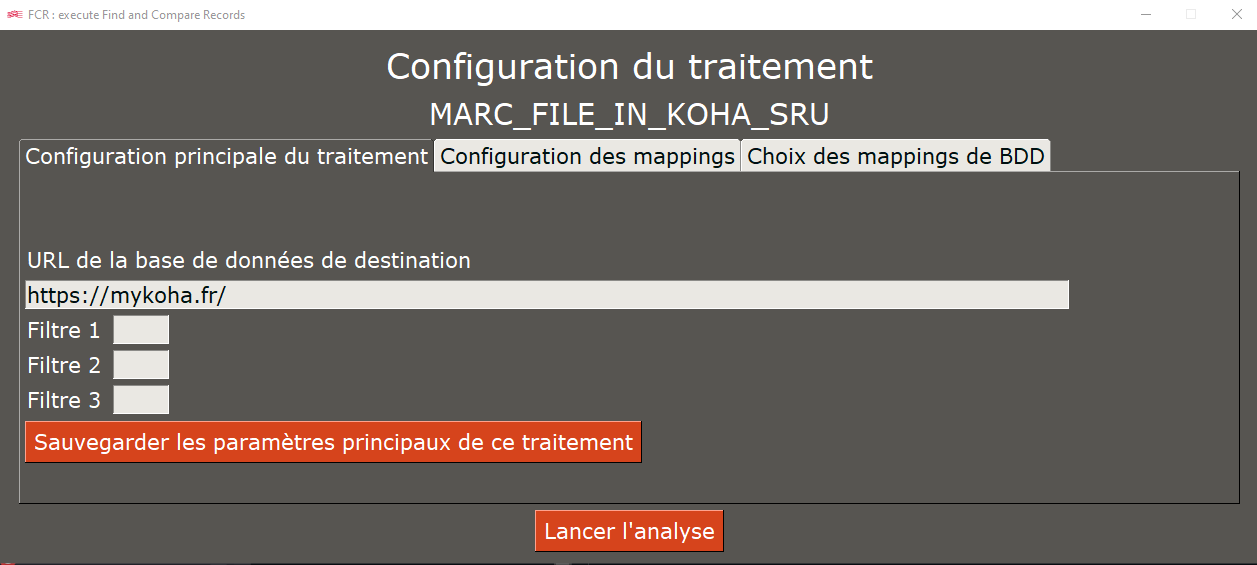 FCR : execute Find and Compare Records
Configuration du traitement
MARC_FILE_IN_KOHA_SRU
Configuration principale du traitement Configuration des mappings Choix des mappings de BDD
URL de la base de données de destination
https://mykoha.fr/
Filtre 1
Filtre 2
Filtre 3
Sauvegarder les paramètres principaux de ce traitement
Lancer l'analyse